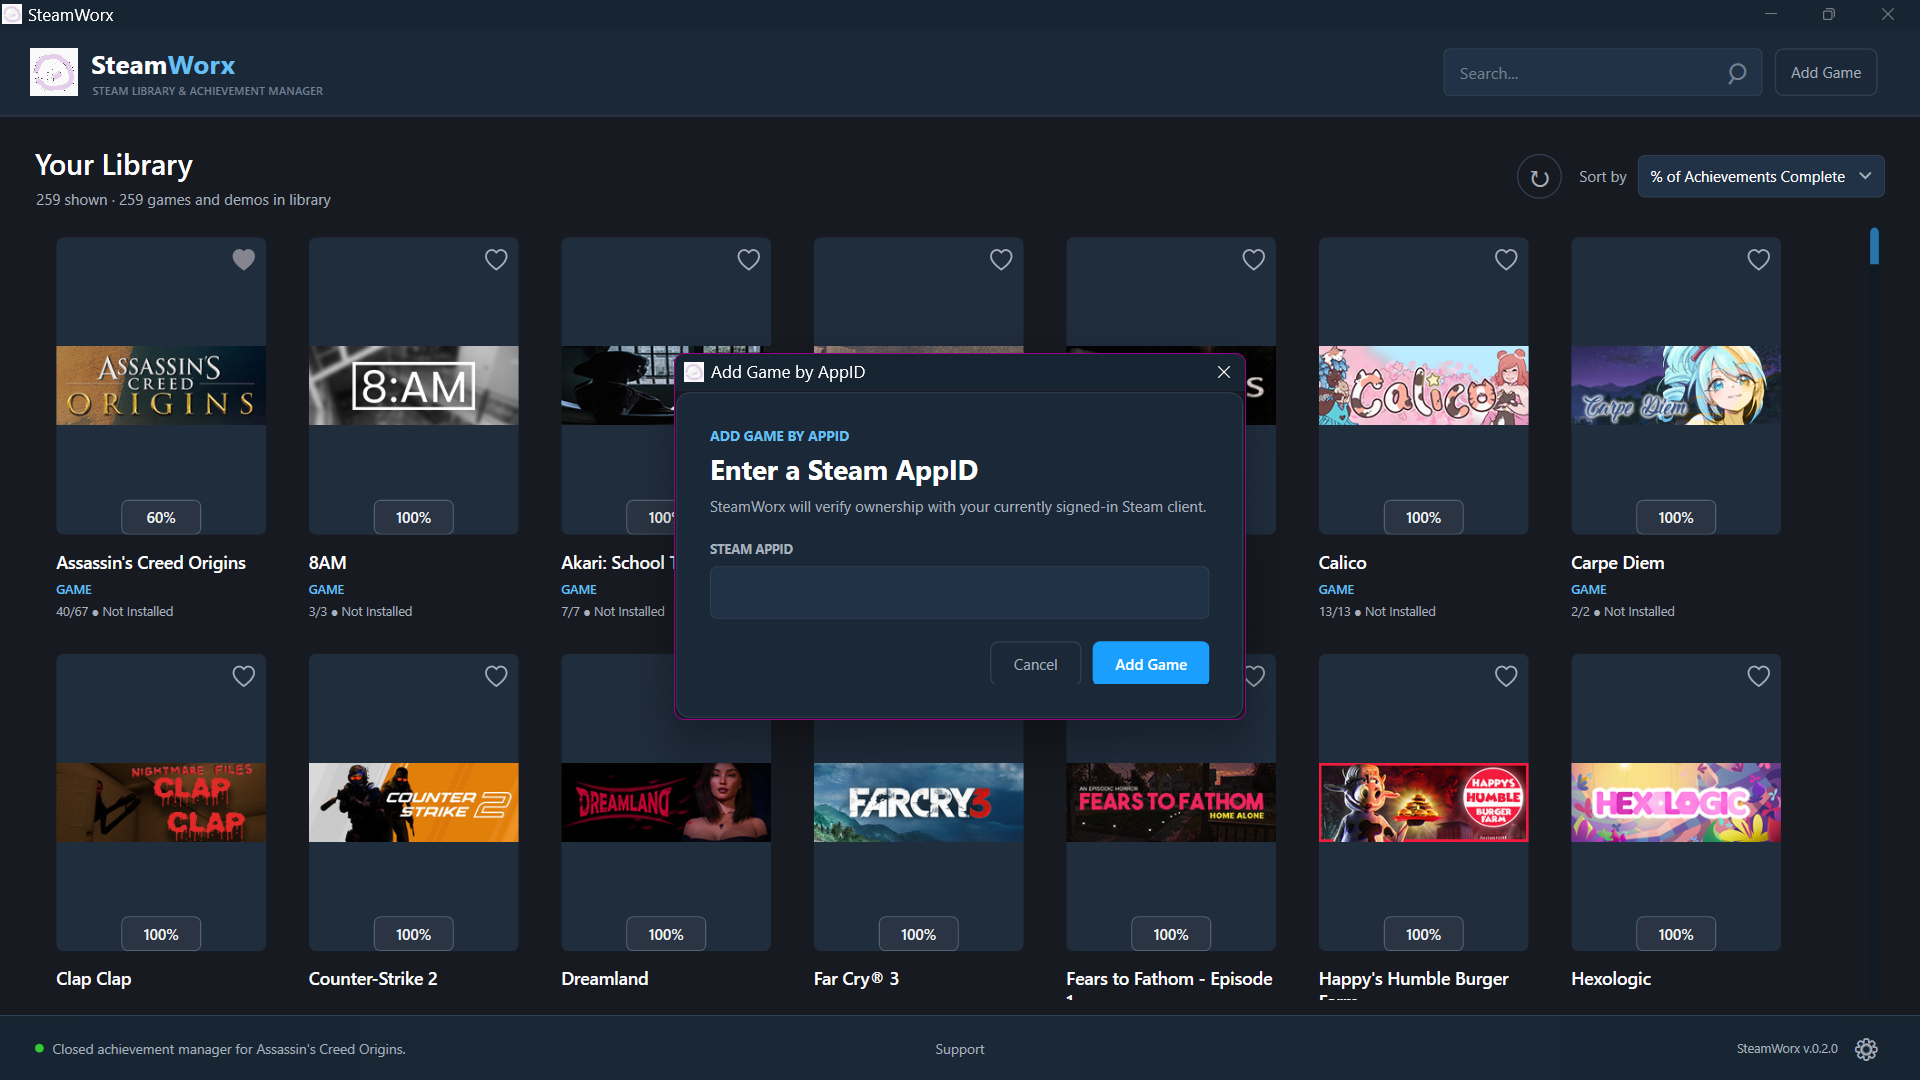 SteamWorx
SteamWorx
STEAM LIBRARY & ACHIEVEMENT MANAGER
Search...
Add Game
Your Library
259 shown · 259 games and demos in library
Sort by
% of Achievements Complete
ASSASSIN'S
CREED
ORIGINS
8:AM
S
Calico
Carpe Diem
60%
100%
100%
100%
100%
Assassin's Creed Origins
8AM
Akari: School
Calico
Carpe Diem
GAME
GAME
GAME
GAME
GAME
40/67 ● Not Installed
3/3 ● Not Installed
7/7 ● Not Installed
13/13 ● Not Installed
2/2 ● Not Installed
Add Game by AppID
ADD GAME BY APPID
Enter a Steam AppID
SteamWorx will verify ownership with your currently signed-in Steam client.
STEAM APPID
Cancel
Add Game
NIGHTMARE FILES
CLAP
CLAP
COUNTER
STRIKE 2
DREAMLAND
FARCRY3
AN EPISODIC HORROR
FEARS TO FATHOM
HOME ALONE
HAPPY'S
HUMBLE
BURGER
FARM
HEXOLOGIC
100%
100%
100%
100%
100%
100%
100%
Clap Clap
Counter-Strike 2
Dreamland
Far Cry® 3
Fears to Fathom - Episode
Happy's Humble Burger
Farm
Hexologic
Closed achievement manager for Assassin's Creed Origins.
Support
SteamWorx v.0.2.0